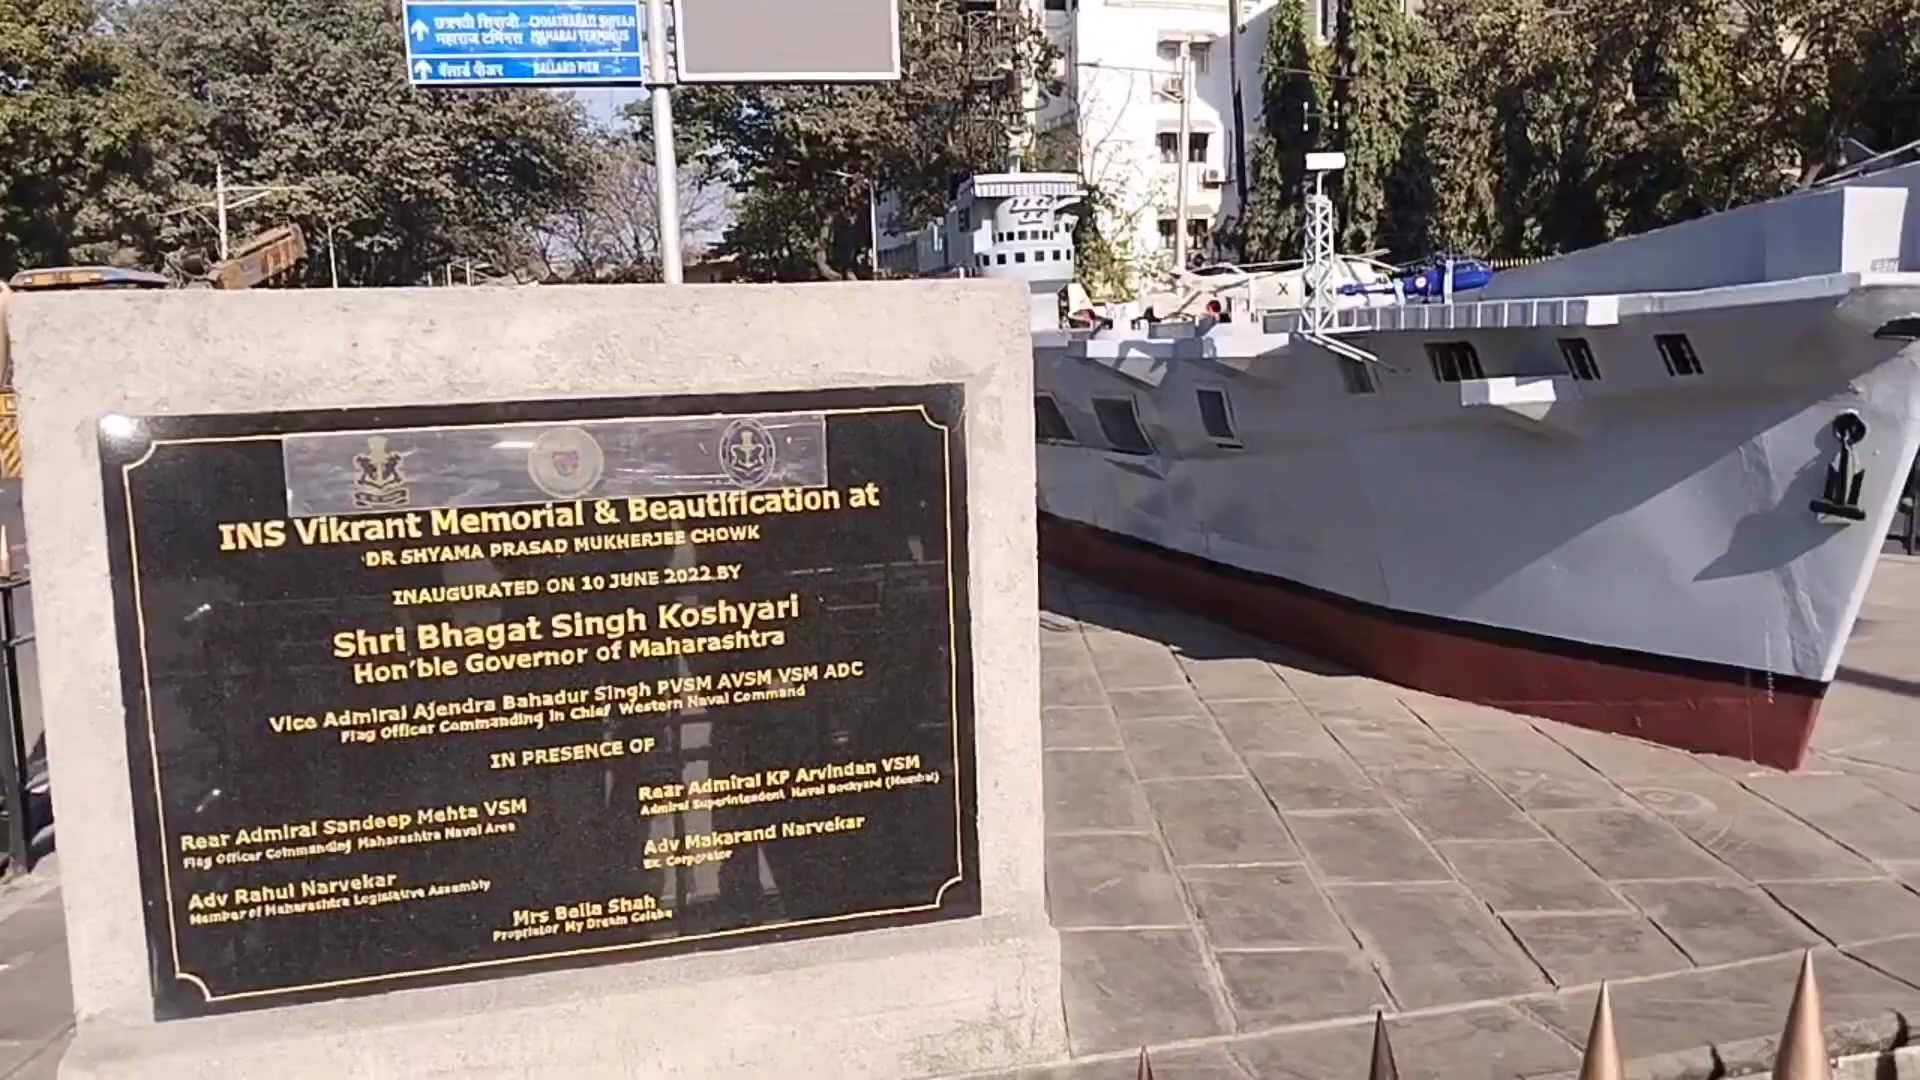 छत्रपती शिवाजी CHHATRAPATI SHIVAJI
महाराज टर्मिनस MAHARAJ TERMINUS
बॅलार्ड पीअर BALLARD PIER
X
INS Vikrant Memorial & Beautification at
DR SHYAMA PRASAD MUKHERJEE CHOWK
INAUGURATED ON 10 JUNE 2022 BY
Shri Bhagat Singh Koshyari
Hon'ble Governor of Maharashtra
Vice Admiral Ajendra Bahadur Singh PVSM AVSM VSM ADC
Flag Officer Commanding in Chief Western Naval Command
IN PRESENCE OF
Rear Admiral Sandeep Mehta VSM
Flag Officer Commanding Maharashtra Naval Area
Rear Admiral KP Arvindan VSM
Admiral Superintendent Naval Dockyard (Mumbai)
Adv Rahul Narvekar
Member of Maharashtra Legislative Assembly
Adv Makarand Narvekar
Ex. Corporator
Mrs Bella Shah
Proprietor My Dream Colaba